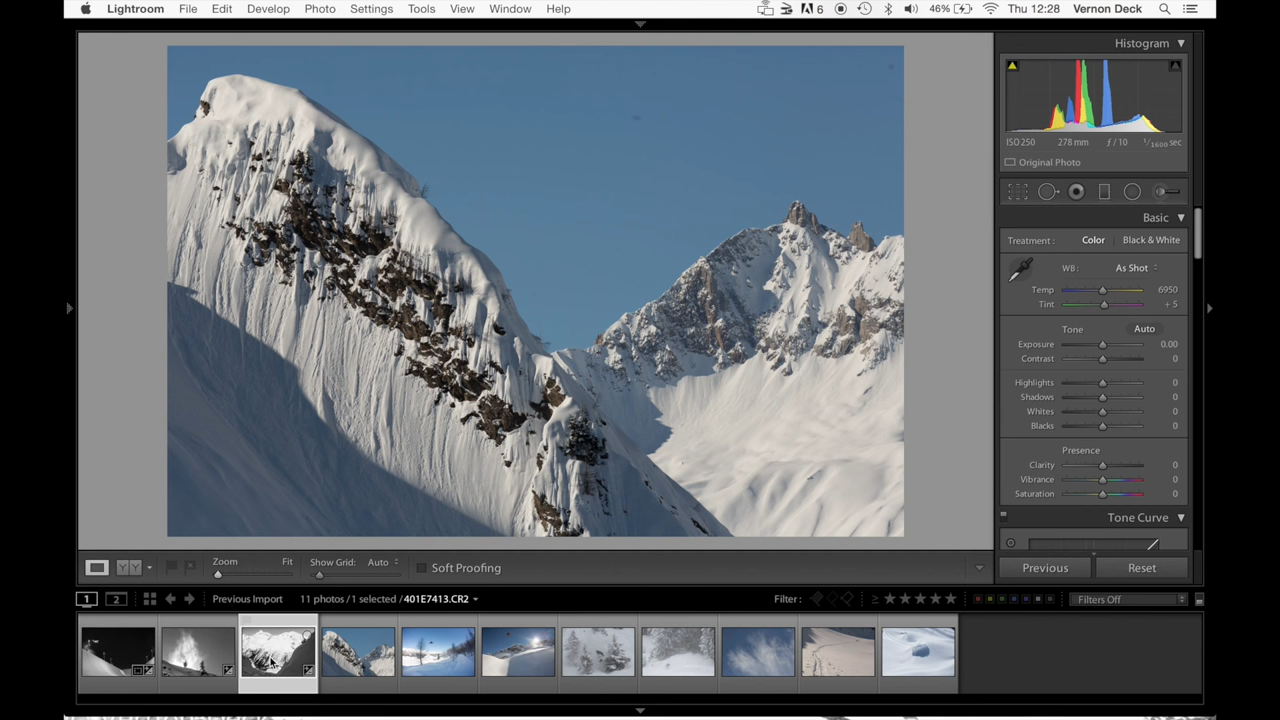 Lightroom File Edit Develop Photo Settings Tools View Window Help 6 46% Thu 12:28 Vernon Deck
Histogram
ISO 250 278 mm ƒ / 10 1/1600 sec
Original Photo
Basic
Treatment : Color Black & White
WB : As Shot
Temp 6950
Tint + 5
Tone Auto
Exposure 0.00
Contrast 0
Highlights 0
Shadows 0
Whites 0
Blacks 0
Presence
Clarity 0
Vibrance 0
Saturation 0
Tone Curve
Previous Reset
Y Y Zoom Fit Show Grid: Auto Soft Proofing
1 2 Previous Import 11 photos / 1 selected / 401E7413.CR2 Filter : ≥ ★★★★★ Filters Off